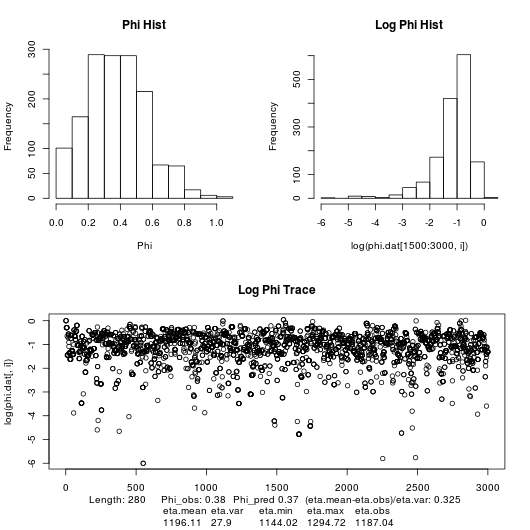 Phi Hist
Log Phi Hist
Frequency
0 50 100 200 300
0.0 0.2 0.4 0.6 0.8 1.0
Phi
Frequency
0 100 300 500
-6 -5 -4 -3 -2 -1 0
log(phi.dat[1500:3000, i])
Log Phi Trace
log(phi.dat[, i])
0
-1
-2
-3
-4
-5
-6
0 500 1000 1500 2000 2500 3000
Length: 280 Phi_obs: 0.38 Phi_pred 0.37 (eta.mean-eta.obs)/eta.var: 0.325
eta.mean eta.var eta.min eta.max eta.obs
1196.11 27.9 1144.02 1294.72 1187.04